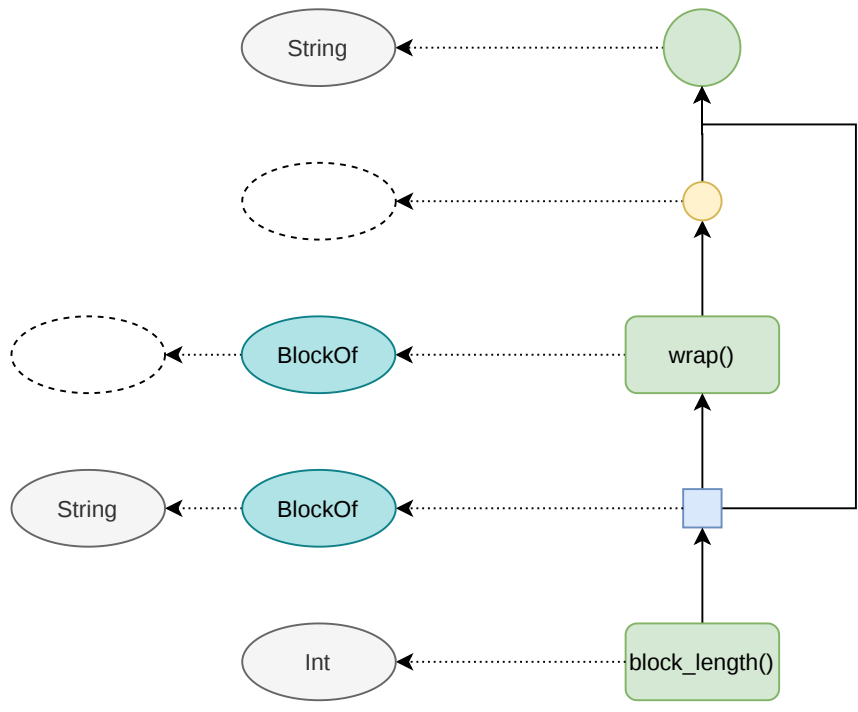 String
BlockOf
wrap()
String
BlockOf
Int
block_length()